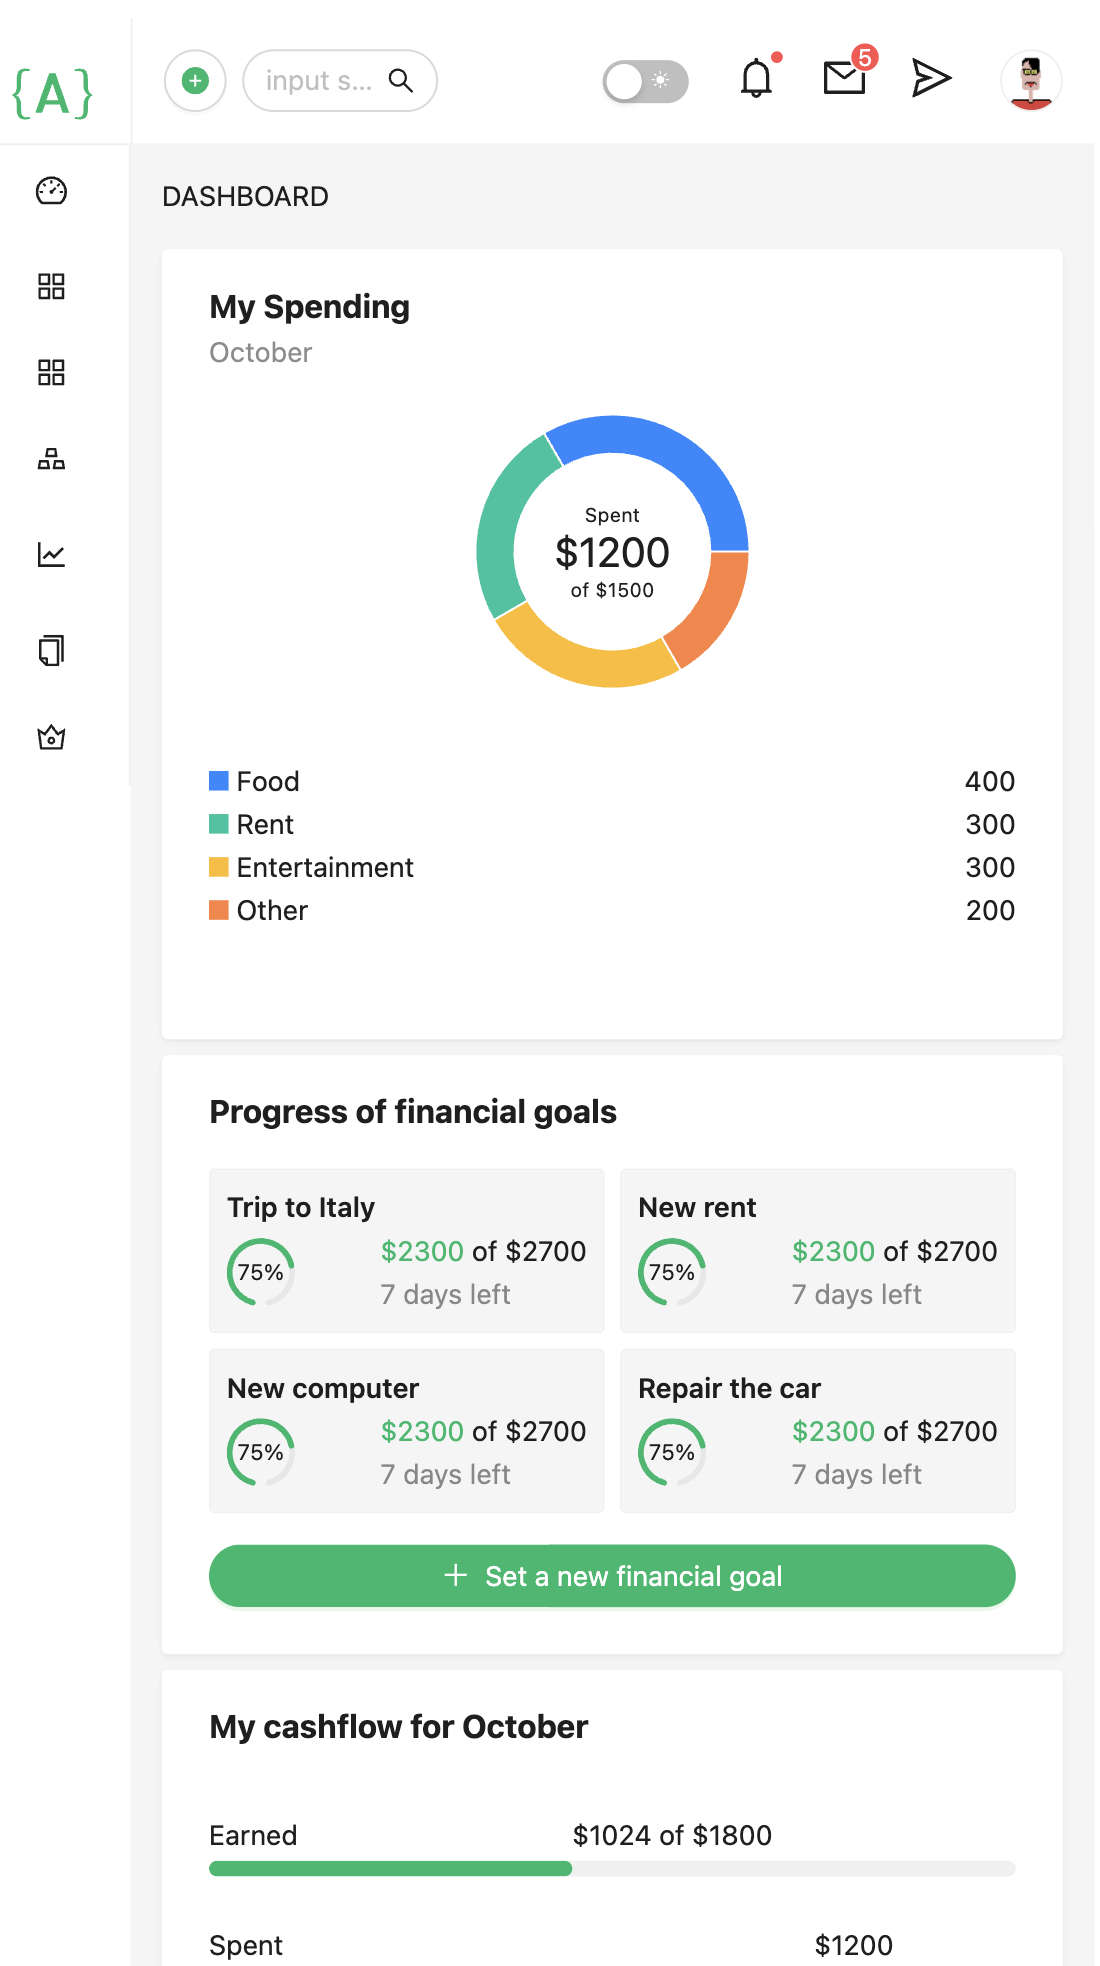 {A}
input s...
5
DASHBOARD
My Spending
October
Spent
$1200
of $1500
Food 400
Rent 300
Entertainment 300
Other 200
Progress of financial goals
Trip to Italy
75%
$2300 of $2700
7 days left
New rent
75%
$2300 of $2700
7 days left
New computer
75%
$2300 of $2700
7 days left
Repair the car
75%
$2300 of $2700
7 days left
Set a new financial goal
My cashflow for October
Earned $1024 of $1800
Spent $1200